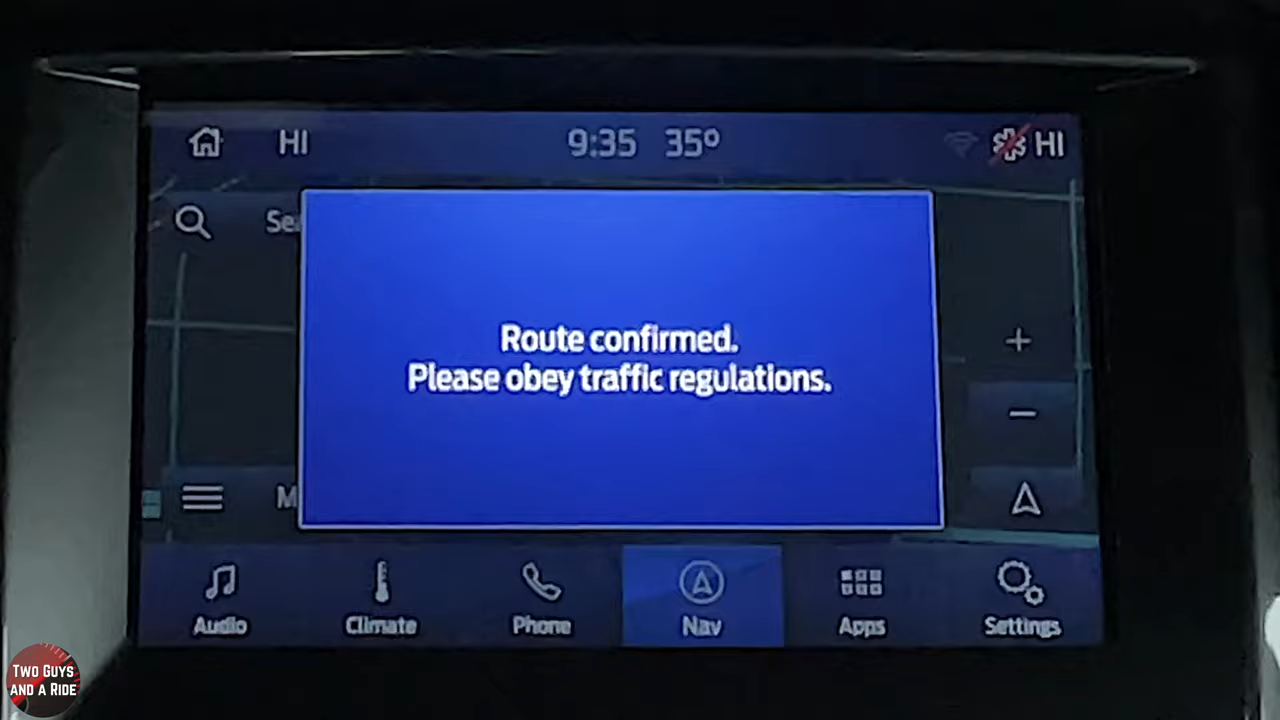 HI 9:35 35° HI
Route confirmed.
Please obey traffic regulations.
Audio Climate Phone Nav Apps Settings
TWO GUYS
AND A RIDE